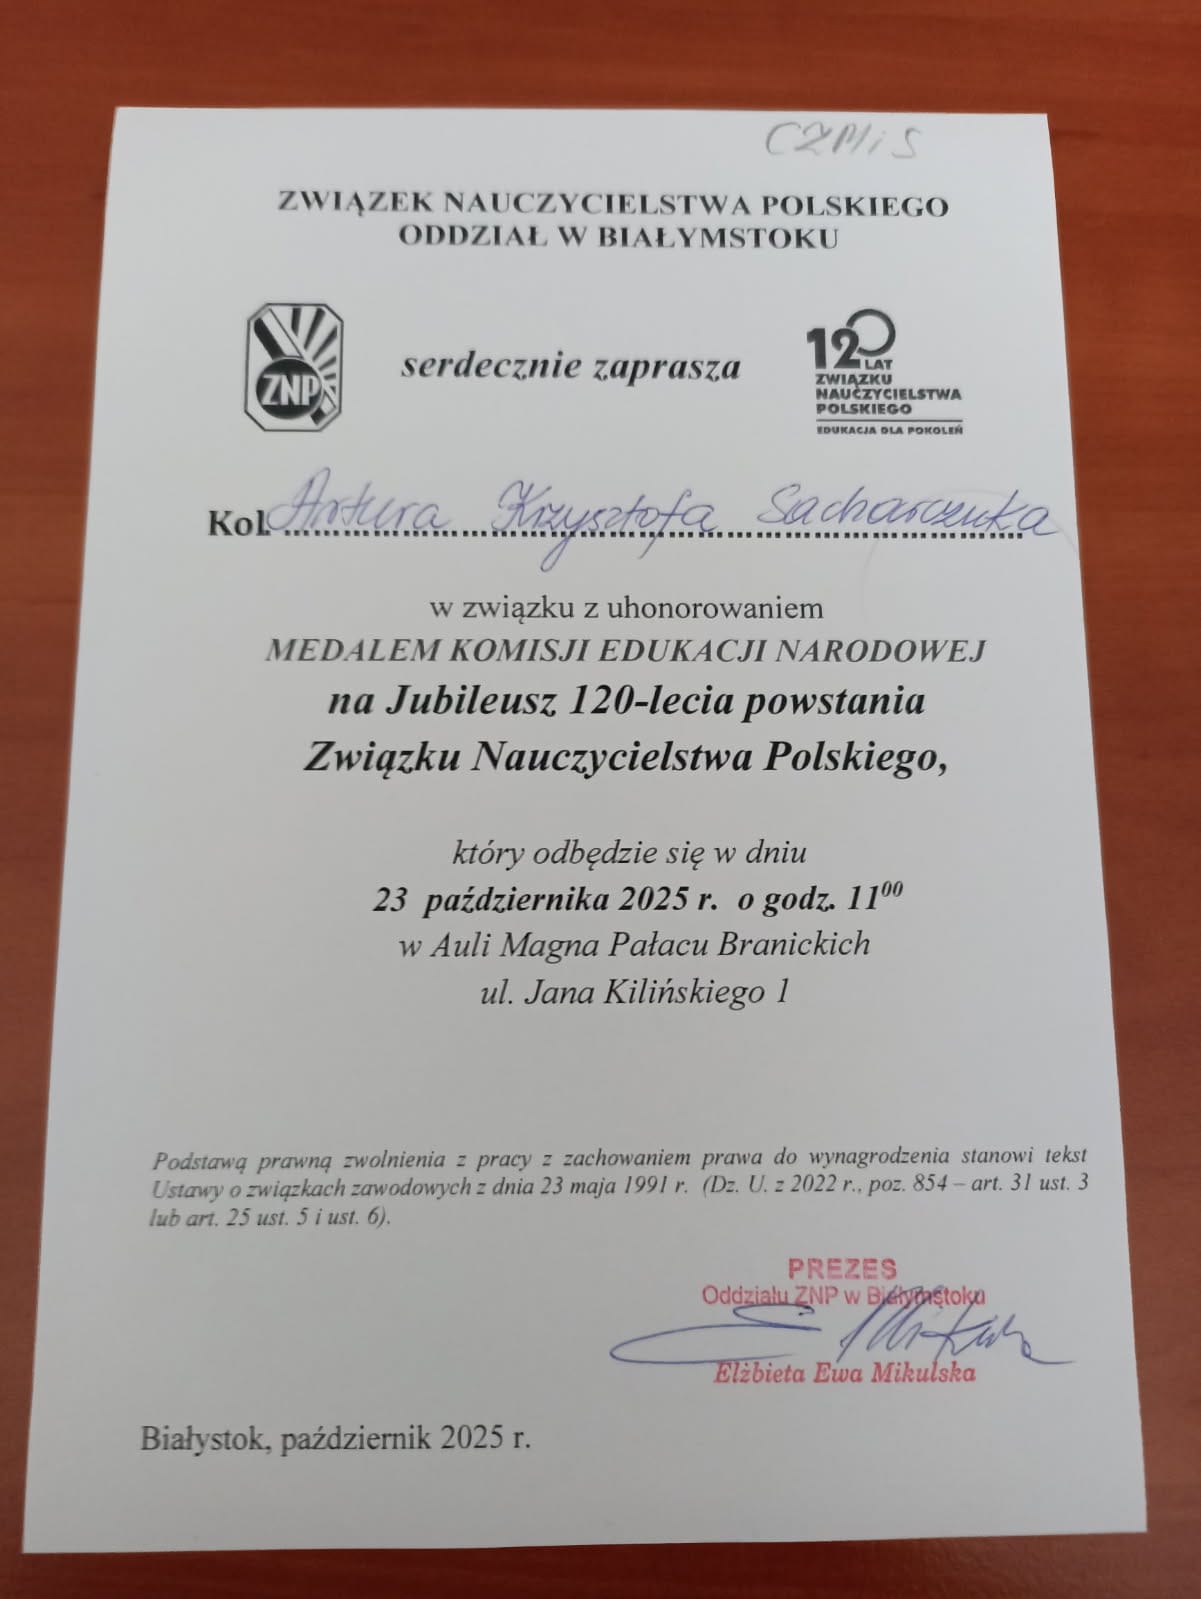 CZMiS
ZWIĄZEK NAUCZYCIELSTWA POLSKIEGO
ODDZIAŁ W BIAŁYMSTOKU
ZNP
serdecznie zaprasza
120 LAT
ZWIĄZKU
NAUCZYCIELSTWA
POLSKIEGO
EDUKACJA DLA POKOLEŃ
Kol. Artura Krzysztofa Sacharczuka
w związku z uhonorowaniem
MEDALEM KOMISJI EDUKACJI NARODOWEJ
na Jubileusz 120-lecia powstania
Związku Nauczycielstwa Polskiego,
który odbędzie się w dniu
23 października 2025 r. o godz. 11⁰⁰
w Auli Magna Pałacu Branickich
ul. Jana Kilińskiego 1
Podstawą prawną zwolnienia z pracy z zachowaniem prawa do wynagrodzenia stanowi tekst
Ustawy o związkach zawodowych z dnia 23 maja 1991 r. (Dz. U. z 2022 r., poz. 854 – art. 31 ust. 3
lub art. 25 ust. 5 i ust. 6).
PREZES
Oddziału ZNP w Białymstoku
Elżbieta Ewa Mikulska
Białystok, październik 2025 r.